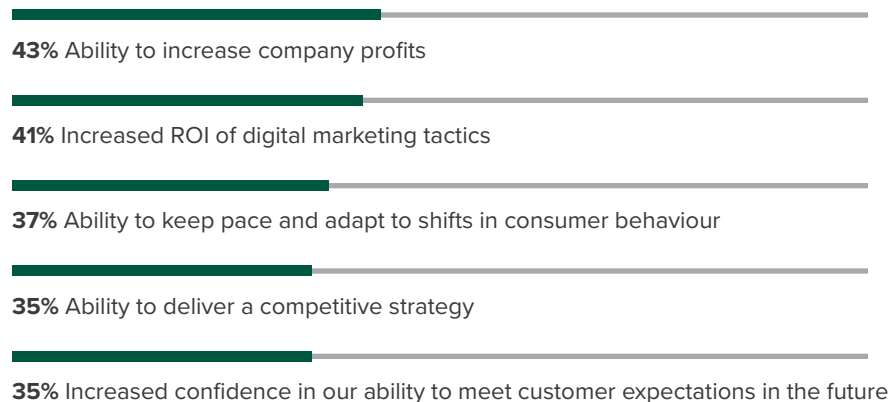 43% Ability to increase company profits
41% Increased ROI of digital marketing tactics
37% Ability to keep pace and adapt to shifts in consumer behaviour
35% Ability to deliver a competitive strategy
35% Increased confidence in our ability to meet customer expectations in the future